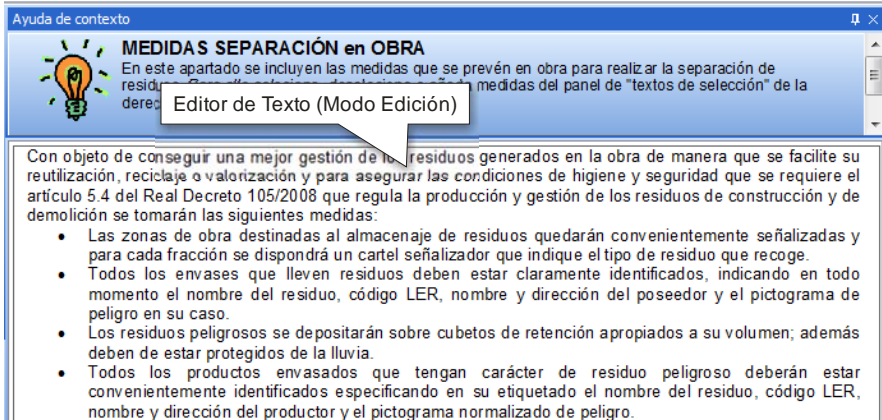 Ayuda de contexto
MEDIDAS SEPARACIÓN en OBRA
En este apartado se incluyen las medidas que se prevén en obra para realizar la separación de
medidas del panel de "textos de selección" de la
Editor de Texto (Modo Edición)
Con objeto de conseguir una mejor gestión de los residuos generados en la obra de manera que se facilite su
reutilización, reciclaje o valorización y para asegurar las condiciones de higiene y seguridad que se requiere el
artículo 5.4 del Real Decreto 105/2008 que regula la producción y gestión de los residuos de construcción y de
demolición se tomarán las siguientes medidas:
• Las zonas de obra destinadas al almacenaje de residuos quedarán convenientemente señalizadas y
para cada fracción se dispondrá un cartel señalizador que indique el tipo de residuo que recoge.
• Todos los envases que lleven residuos deben estar claramente identificados, indicando en todo
momento el nombre del residuo, código LER, nombre y dirección del poseedor y el pictograma de
peligro en su caso.
• Los residuos peligrosos se depositarán sobre cubetos de retención apropiados a su volumen; además
deben de estar protegidos de la lluvia.
• Todos los productos envasados que tengan carácter de residuo peligroso deberán estar
convenientemente identificados especificando en su etiquetado el nombre del residuo, código LER,
nombre y dirección del productor y el pictograma normalizado de peligro.